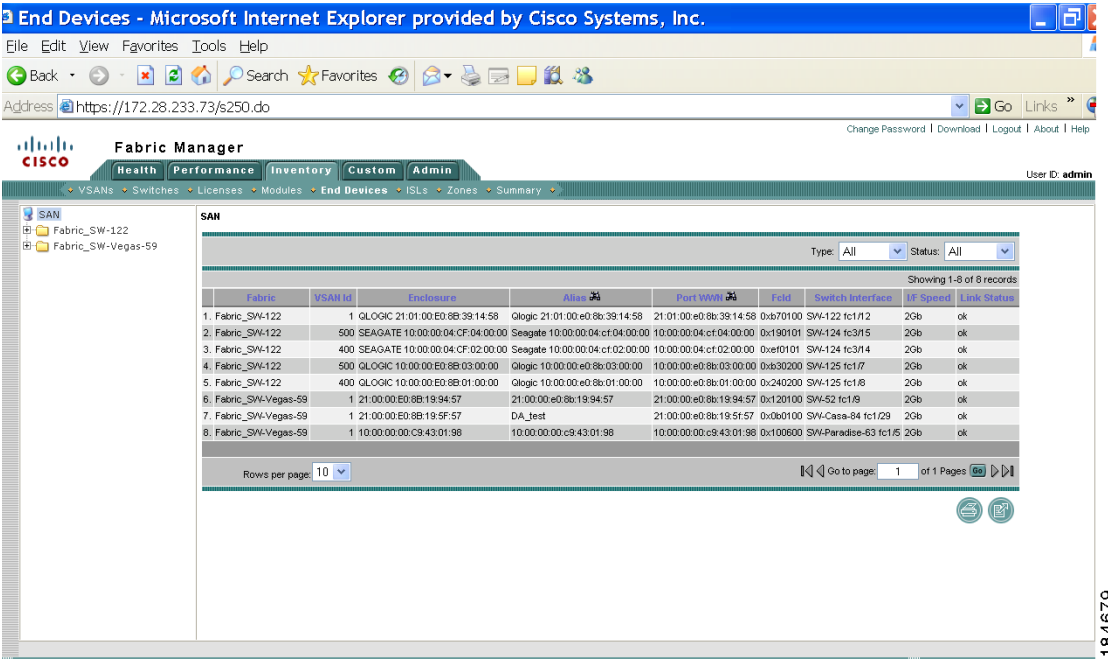 End Devices - Microsoft Internet Explorer provided by Cisco Systems, Inc.
File Edit View Favorites Tools Help
Back Search Favorites
Address https://172.28.233.73/s250.do Go Links »
Change Password | Download | Logout | About | Help
CISCO Fabric Manager
Health Performance Inventory Custom Admin
User ID: admin
VSANs Switches Licenses Modules End Devices ISLs Zones Summary
SAN
Fabric_SW-122
Fabric_SW-Vegas-59
SAN
Type: All Status: All
Showing 1-8 of 8 records
Fabric VSAN Id Enclosure Alias Port WWN FcId Switch Interface I/F Speed Link Status
1. Fabric_SW-122 1 QLOGIC 21:01:00:E0:8B:39:14:58 Qlogic 21:01:00:e0:8b:39:14:58 21:01:00:e0:8b:39:14:58 0xb70100 SW-122 fc1/12 2Gb ok
2. Fabric_SW-122 500 SEAGATE 10:00:00:04:CF:04:00:00 Seagate 10:00:00:04:cf:04:00:00 10:00:00:04:cf:04:00:00 0x190101 SW-124 fc3/15 2Gb ok
3. Fabric_SW-122 400 SEAGATE 10:00:00:04:CF:02:00:00 Seagate 10:00:00:04:cf:02:00:00 10:00:00:04:cf:02:00:00 0xef0101 SW-124 fc3/14 2Gb ok
4. Fabric_SW-122 500 QLOGIC 10:00:00:E0:8B:03:00:00 Qlogic 10:00:00:e0:8b:03:00:00 10:00:00:e0:8b:03:00:00 0xb30200 SW-125 fc1/7 2Gb ok
5. Fabric_SW-122 400 QLOGIC 10:00:00:E0:8B:01:00:00 Qlogic 10:00:00:e0:8b:01:00:00 10:00:00:e0:8b:01:00:00 0x240200 SW-125 fc1/8 2Gb ok
6. Fabric_SW-Vegas-59 1 21:00:00:E0:8B:19:94:57 21:00:00:e0:8b:19:94:57 21:00:00:e0:8b:19:94:57 0x120100 SW-52 fc1/9 2Gb ok
7. Fabric_SW-Vegas-59 1 21:00:00:E0:8B:19:5F:57 DA_test 21:00:00:e0:8b:19:5f:57 0x0b0100 SW-Casa-84 fc1/29 2Gb ok
8. Fabric_SW-Vegas-59 1 10:00:00:00:C9:43:01:98 10:00:00:00:c9:43:01:98 10:00:00:00:c9:43:01:98 0x100600 SW-Paradise-63 fc1/5 2Gb ok
Rows per page: 10 Go to page: 1 of 1 Pages Go
184679